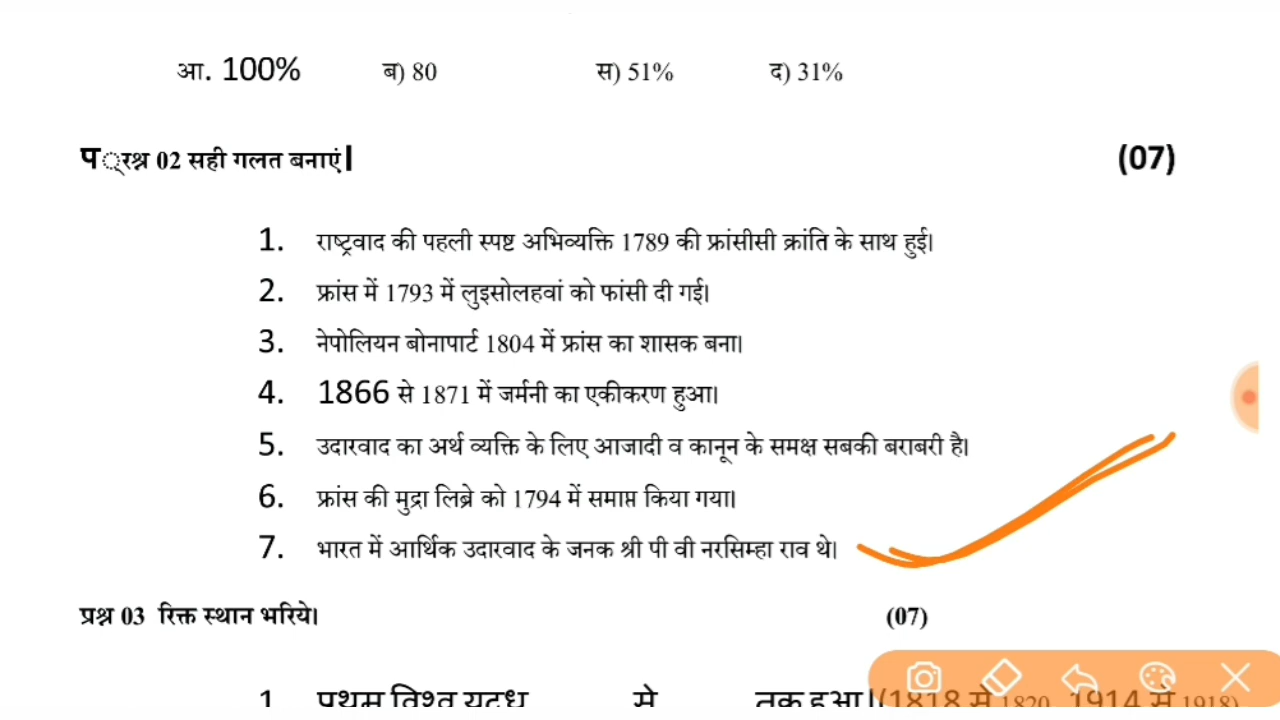 आ. 100% ब) 80 स) 51% द) 31%
प्रश्न 02 सही गलत बनाएं। (07)
1. राष्ट्रवाद की पहली स्पष्ट अभिव्यक्ति 1789 की फ्रांसीसी क्रांति के साथ हुई।
2. फ्रांस में 1793 में लुइसोलहवां को फांसी दी गई।
3. नेपोलियन बोनापार्ट 1804 में फ्रांस का शासक बना।
4. 1866 से 1871 में जर्मनी का एकीकरण हुआ।
5. उदारवाद का अर्थ व्यक्ति के लिए आजादी व कानून के समक्ष सबकी बराबरी है।
6. फ्रांस की मुद्रा लिब्रे को 1794 में समाप्त किया गया।
7. भारत में आर्थिक उदारवाद के जनक श्री पी वी नरसिम्हा राव थे।
प्रश्न 03 रिक्त स्थान भरिये। (07)
1 प्रथम विश्व युद्ध से तक हुआ।(1818 से 1820, 1914 से 1918)